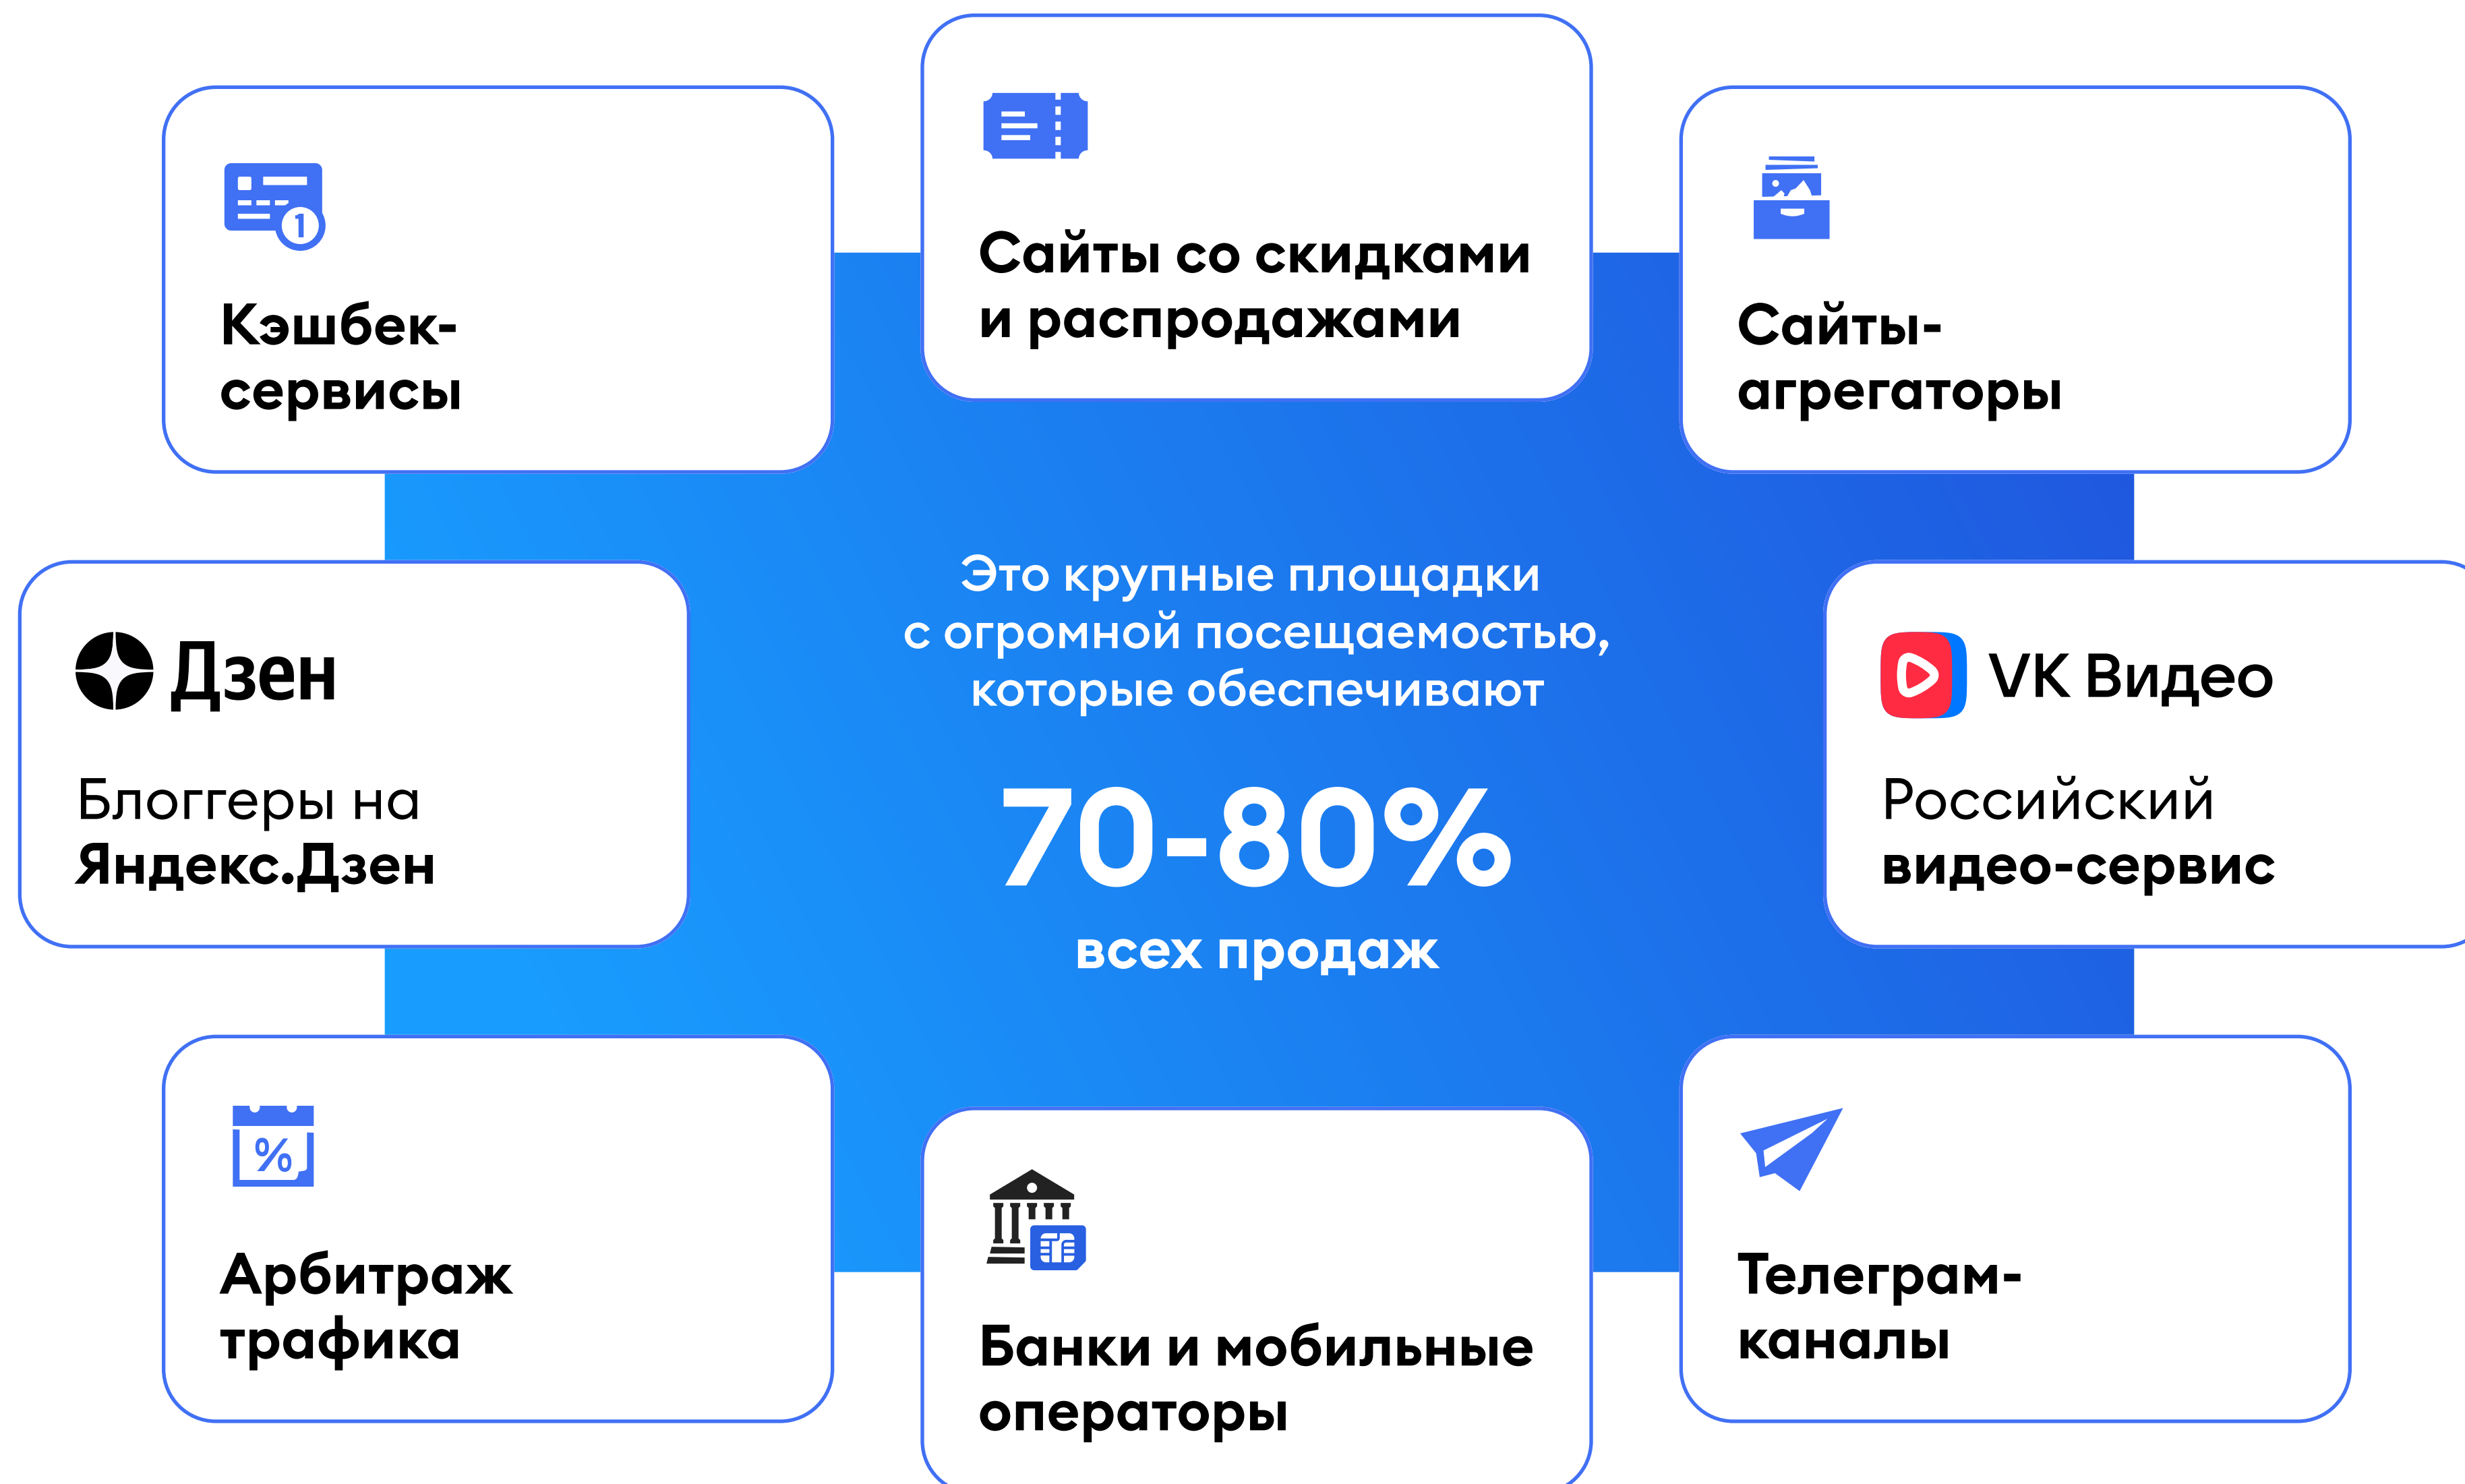 Кэшбек-
сервисы
Сайты со скидками
и распродажами
Сайты-
агрегаторы
Дзен
Блоггеры на
Яндекс.Дзен
Это крупные площадки
с огромной посещаемостью,
которые обеспечивают
70-80%
всех продаж
VK Видео
Российский
видео-сервис
%
Арбитраж
трафика
Банки и мобильные
операторы
Телеграм-
каналы
1